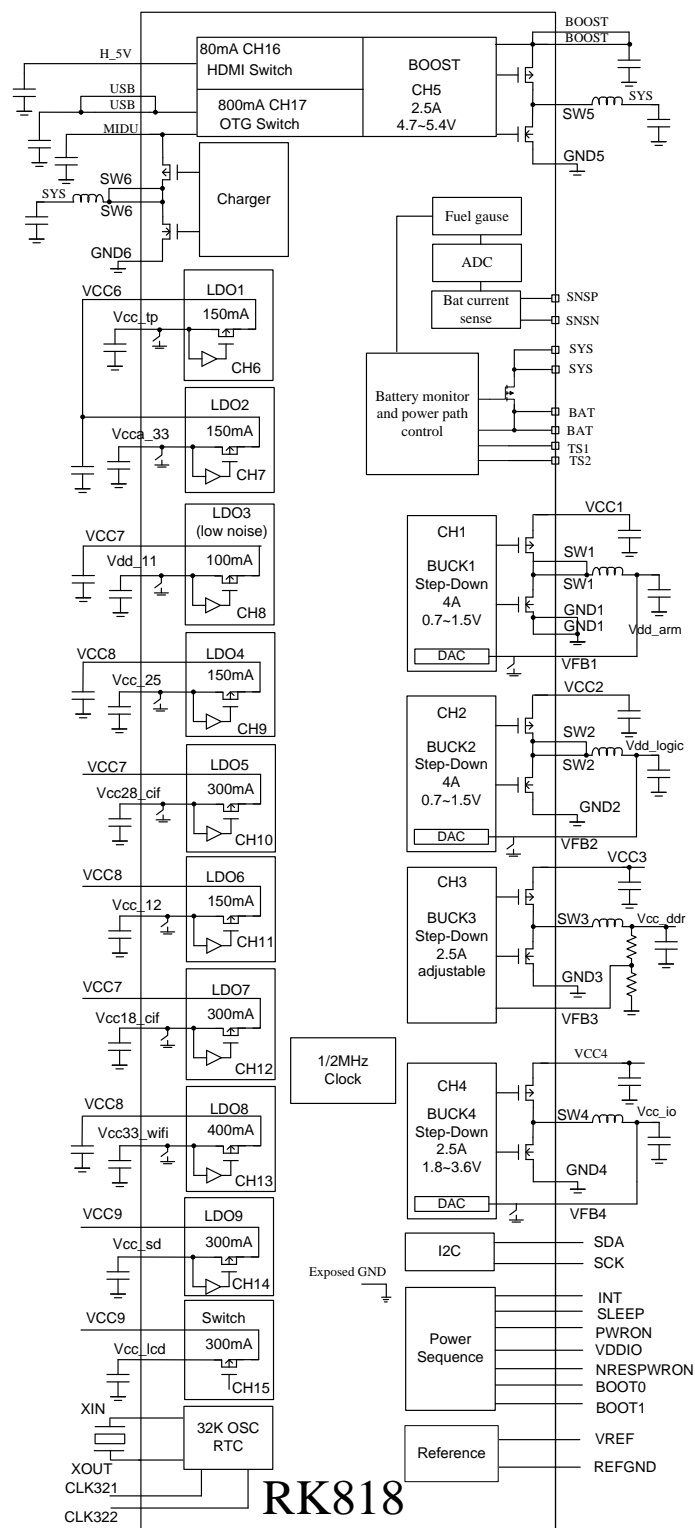 BOOST
BOOST
H_5V
80mA CH16
HDMI Switch
BOOST
CH5
2.5A
4.7~5.4V
USB
USB
800mA CH17
OTG Switch
SW5
SYS
MIDU
GND5
SYS
SW6
SW6
Charger
GND6
Fuel gause
ADC
Bat current
sense
SNSP
SNSN
SYS
SYS
Battery monitor
and power path
control
BAT
BAT
TS1
TS2
VCC6
LDO1
Vcc_tp
150mA
CH6
LDO2
Vcca_33
150mA
CH7
LDO3
(low noise)
VCC7
Vdd_11
100mA
CH8
VCC8
LDO4
Vcc_25
150mA
CH9
VCC7
LDO5
Vcc28_cif
300mA
CH10
VCC8
LDO6
Vcc_12
150mA
CH11
VCC7
LDO7
Vcc18_cif
300mA
CH12
VCC8
LDO8
Vcc33_wifi
400mA
CH13
VCC9
LDO9
Vcc_sd
300mA
CH14
VCC9
Switch
Vcc_lcd
300mA
CH15
XIN
32K OSC
RTC
XOUT
CLK321
CLK322
VCC1
CH1
BUCK1
Step-Down
4A
0.7~1.5V
DAC
SW1
SW1
GND1
GND1
Vdd_arm
VFB1
VCC2
CH2
BUCK2
Step-Down
4A
0.7~1.5V
DAC
SW2
SW2
Vdd_logic
GND2
VFB2
VCC3
CH3
BUCK3
Step-Down
2.5A
adjustable
SW3
Vcc_ddr
GND3
VFB3
1/2MHz
Clock
VCC4
CH4
BUCK4
Step-Down
2.5A
1.8~3.6V
DAC
SW4
Vcc_io
GND4
VFB4
I2C
SDA
SCK
Exposed GND
Power
Sequence
INT
SLEEP
PWRON
VDDIO
NRESPWRON
BOOT0
BOOT1
Reference
VREF
REFGND
RK818